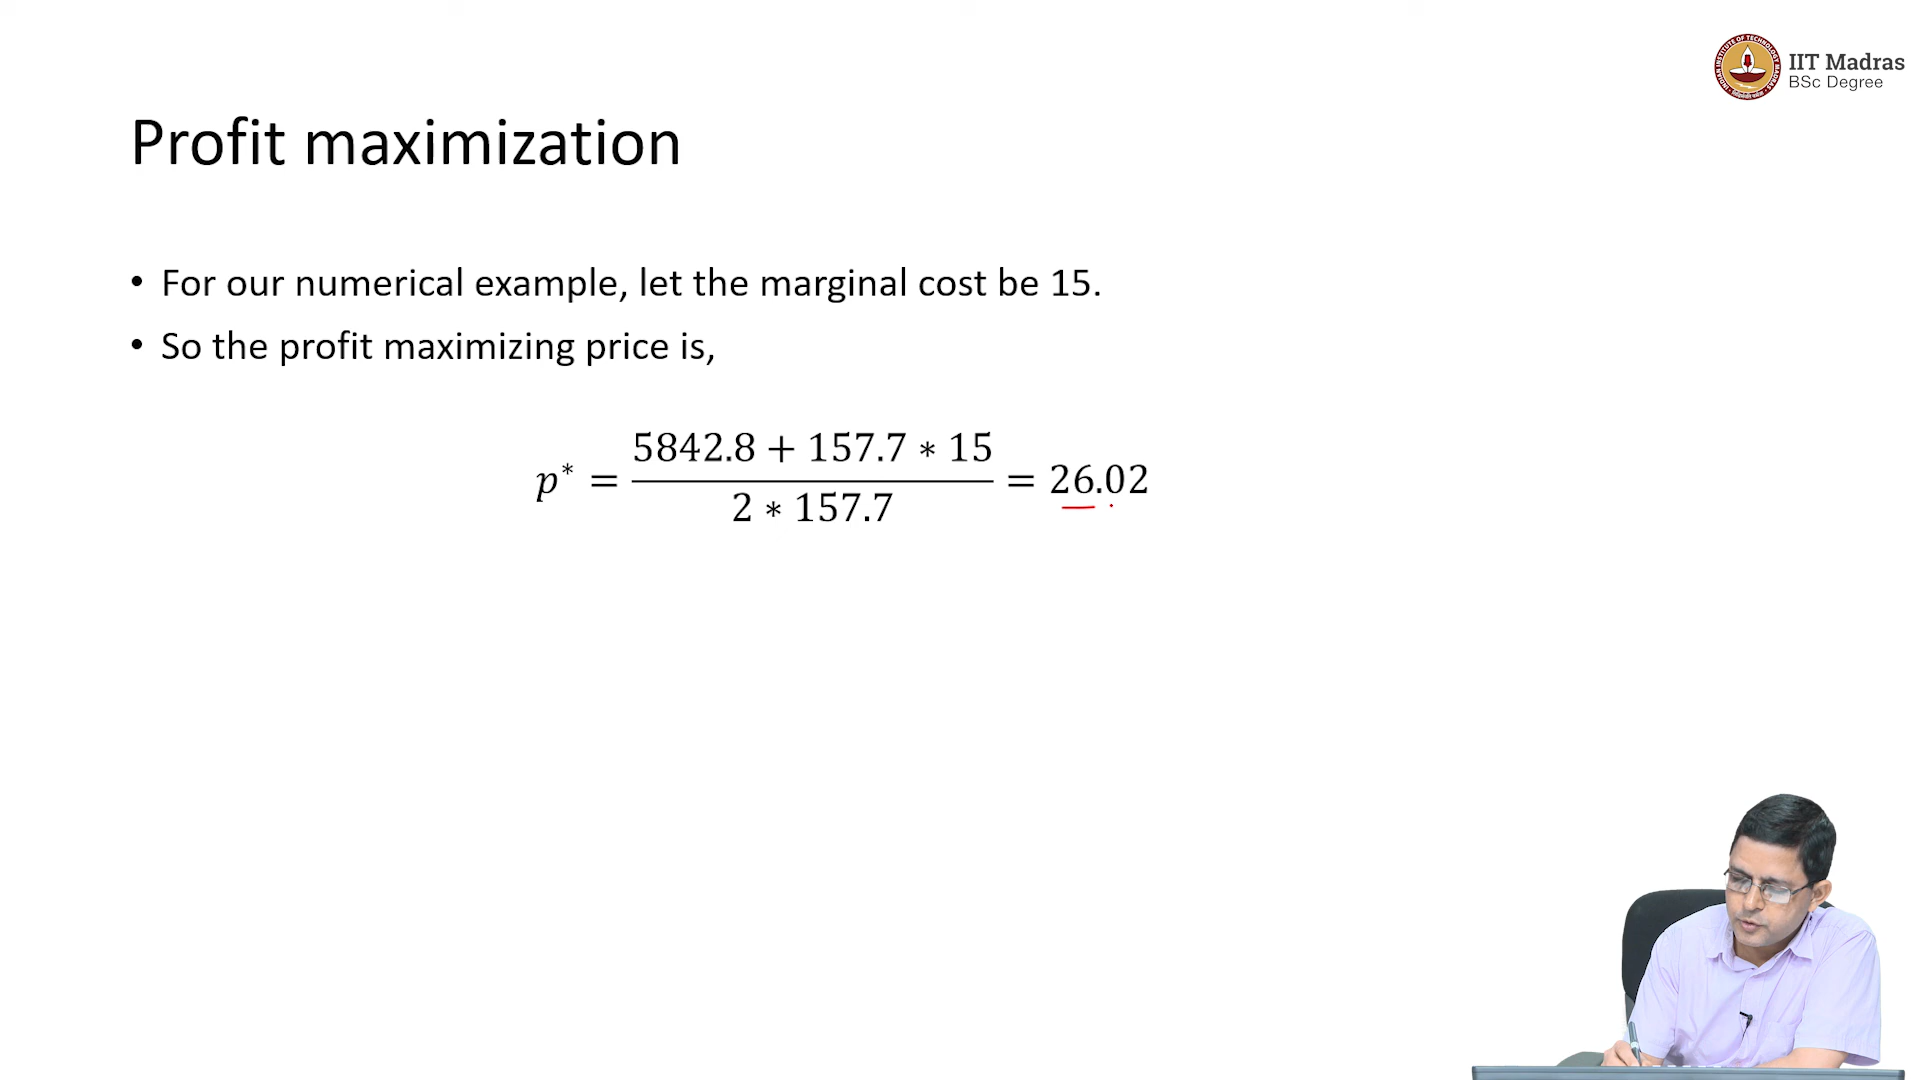 IIT Madras
BSc Degree
Profit maximization
• For our numerical example, let the marginal cost be 15.
• So the profit maximizing price is,
p* = (5842.8 + 157.7 * 15) / (2 * 157.7) = 26.02